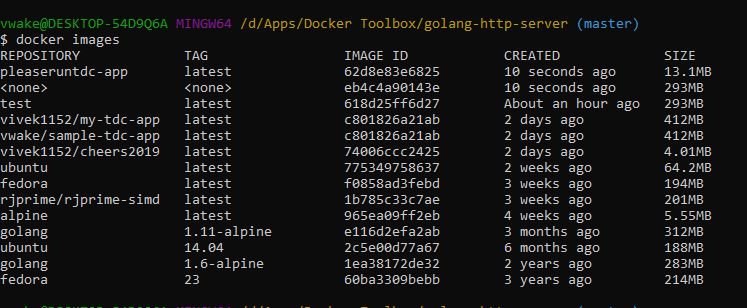 vwake@DESKTOP-54D9Q6A MINGW64 /d/Apps/Docker Toolbox/golang-http-server (master)
$ docker images
REPOSITORY TAG IMAGE ID CREATED SIZE
pleaseruntdc-app latest 62d8e83e6825 10 seconds ago 13.1MB
<none> <none> eb4c4a90143e 10 seconds ago 293MB
test latest 618d25ff6d27 About an hour ago 293MB
vivek1152/my-tdc-app latest c801826a21ab 2 days ago 412MB
vwake/sample-tdc-app latest c801826a21ab 2 days ago 412MB
vivek1152/cheers2019 latest 74006ccc2425 2 days ago 4.01MB
ubuntu latest 775349758637 2 weeks ago 64.2MB
fedora latest f0858ad3febd 3 weeks ago 194MB
rjprime/rjprime-simd latest 1b785c33c7ae 3 weeks ago 201MB
alpine latest 965ea09ff2eb 4 weeks ago 5.55MB
golang 1.11-alpine e116d2efa2ab 3 months ago 312MB
ubuntu 14.04 2c5e00d77a67 6 months ago 188MB
golang 1.6-alpine 1ea38172de32 2 years ago 283MB
fedora 23 60ba3309bebb 3 years ago 214MB